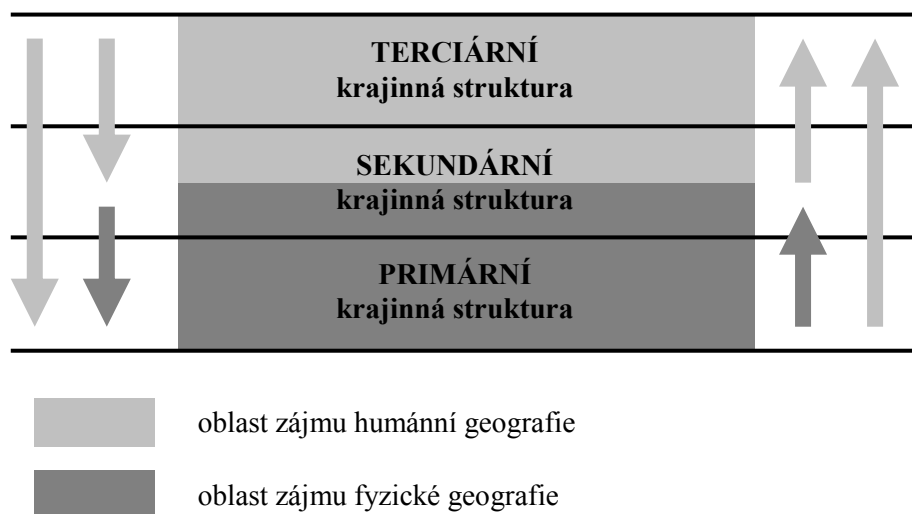 TERCIÁRNÍ
krajinná struktura
SEKUNDÁRNÍ
krajinná struktura
PRIMÁRNÍ
krajinná struktura
oblast zájmu humánní geografie
oblast zájmu fyzické geografie